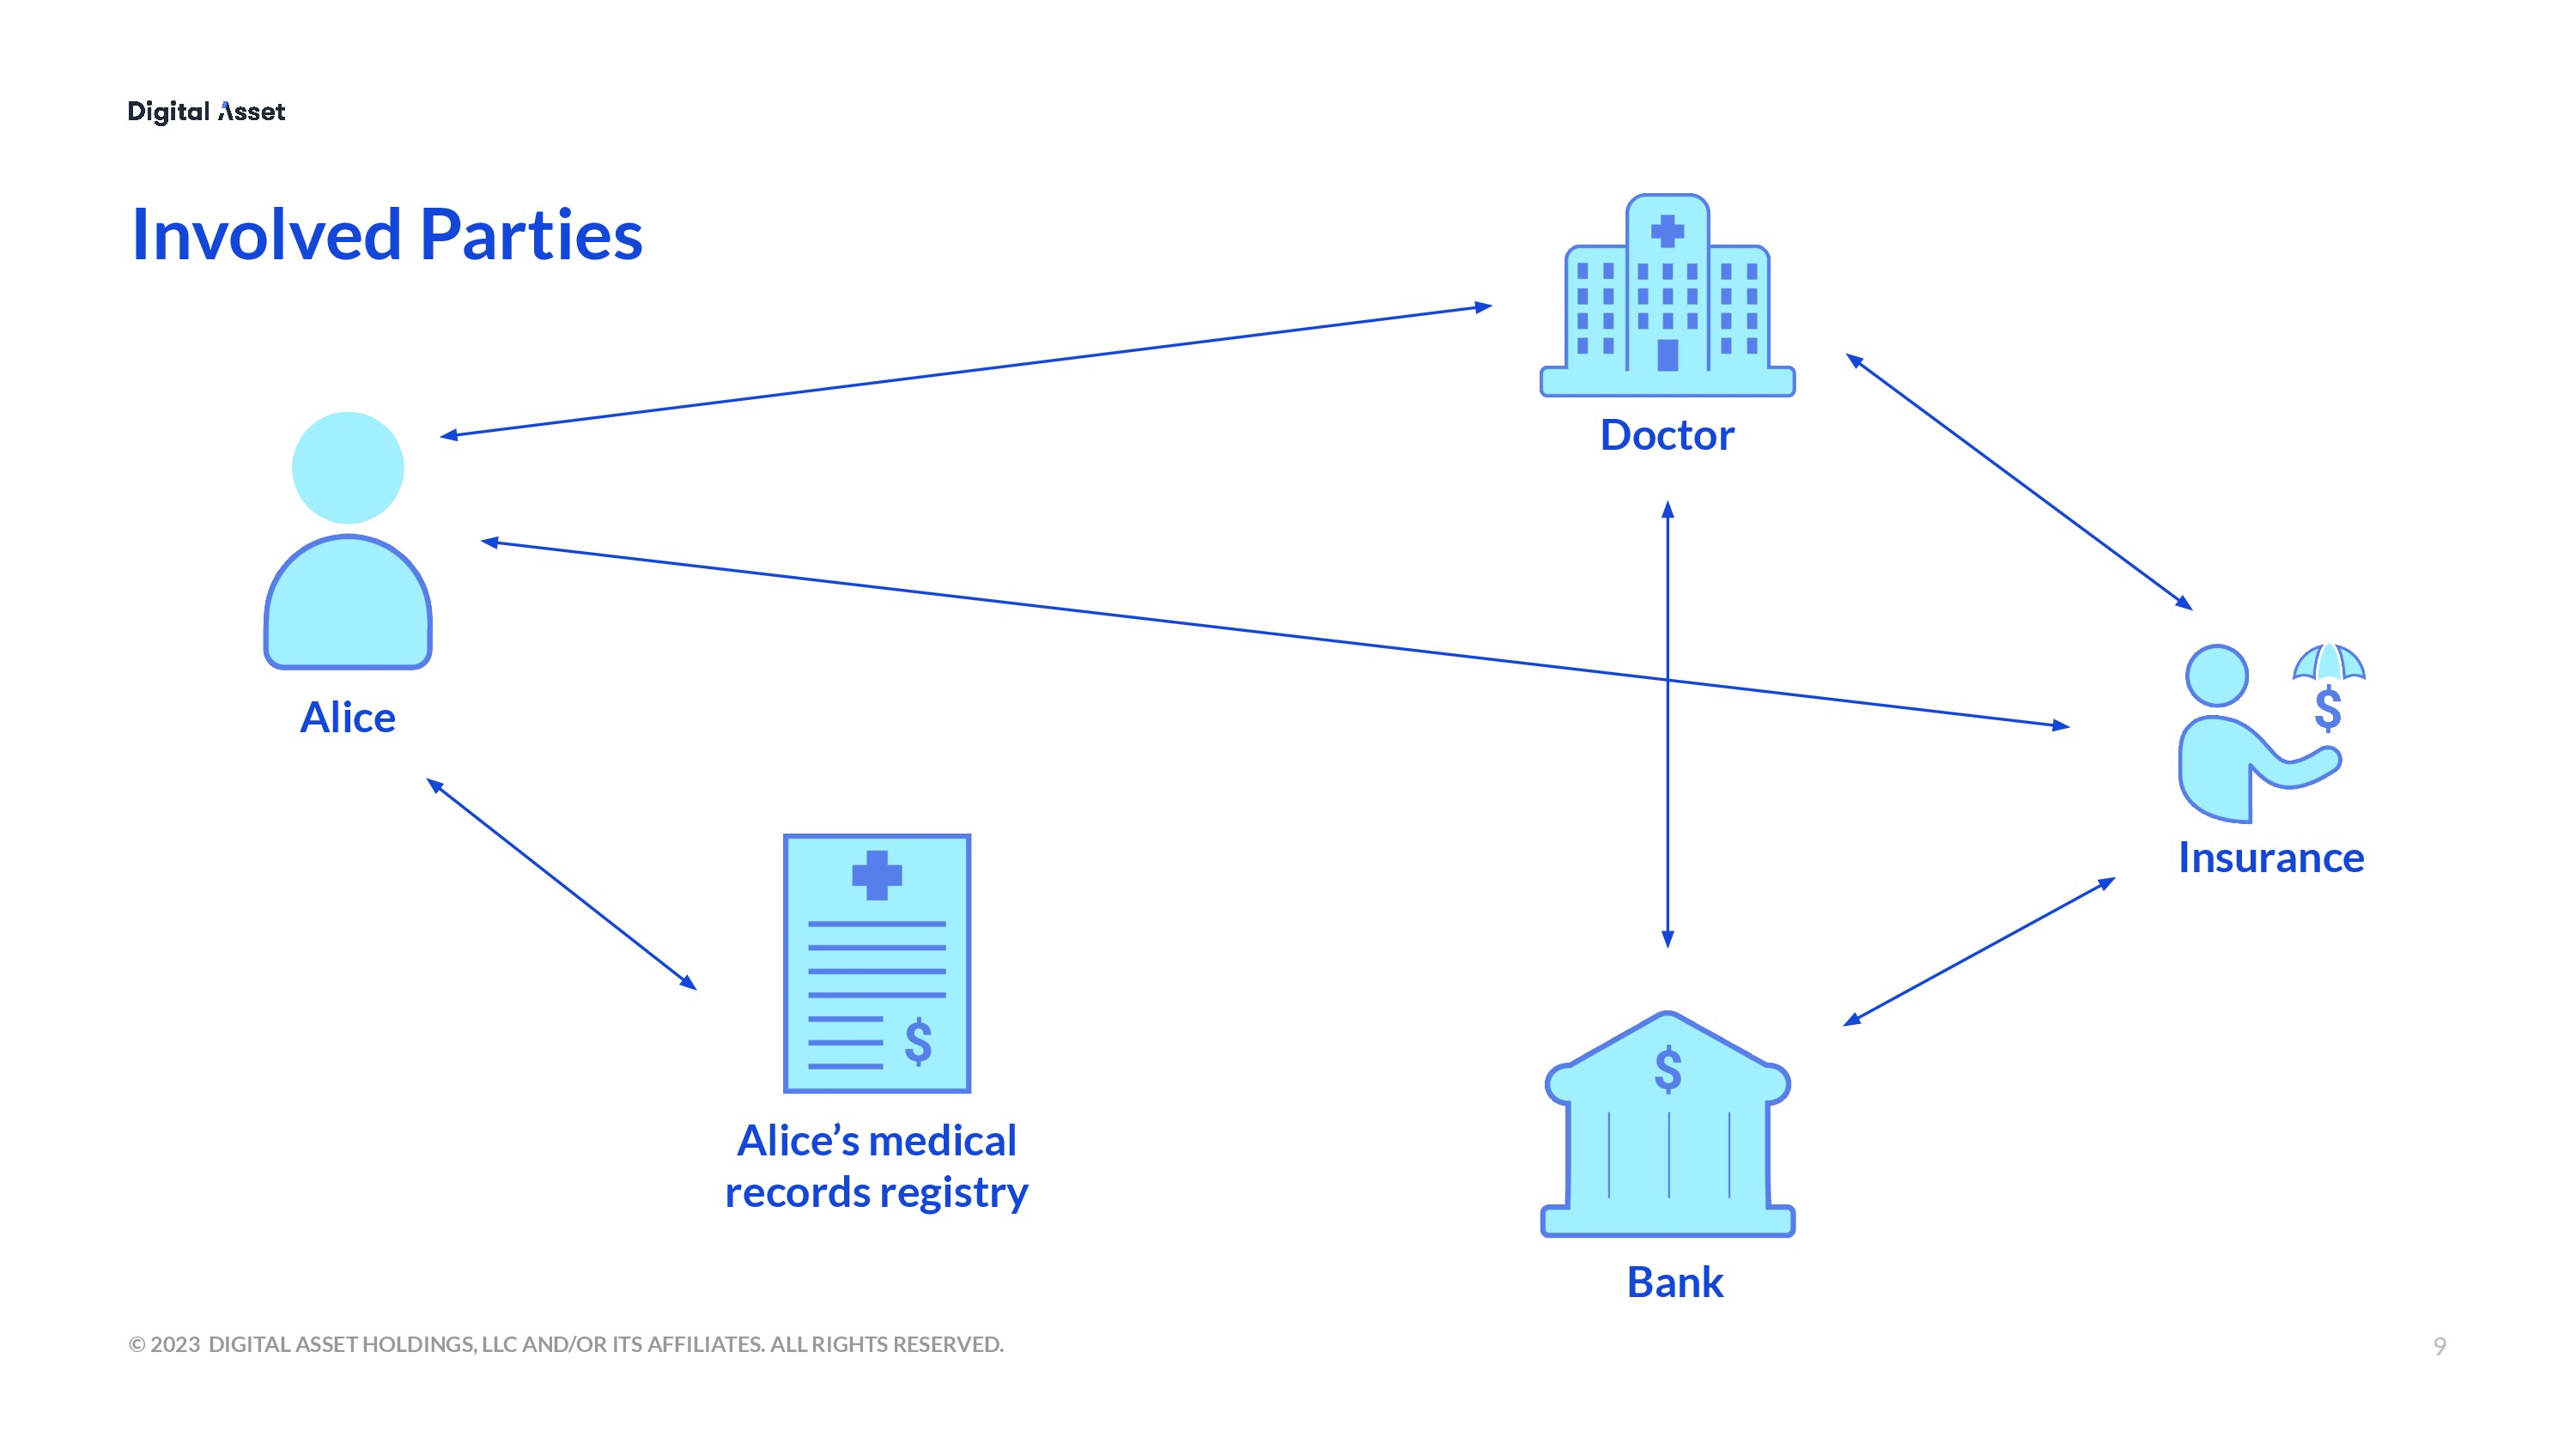 Digital Asset
Involved Parties
Doctor
Alice
$
Insurance
$
Alice’s medical
records registry
$
Bank
© 2023 DIGITAL ASSET HOLDINGS, LLC AND/OR ITS AFFILIATES. ALL RIGHTS RESERVED.
9